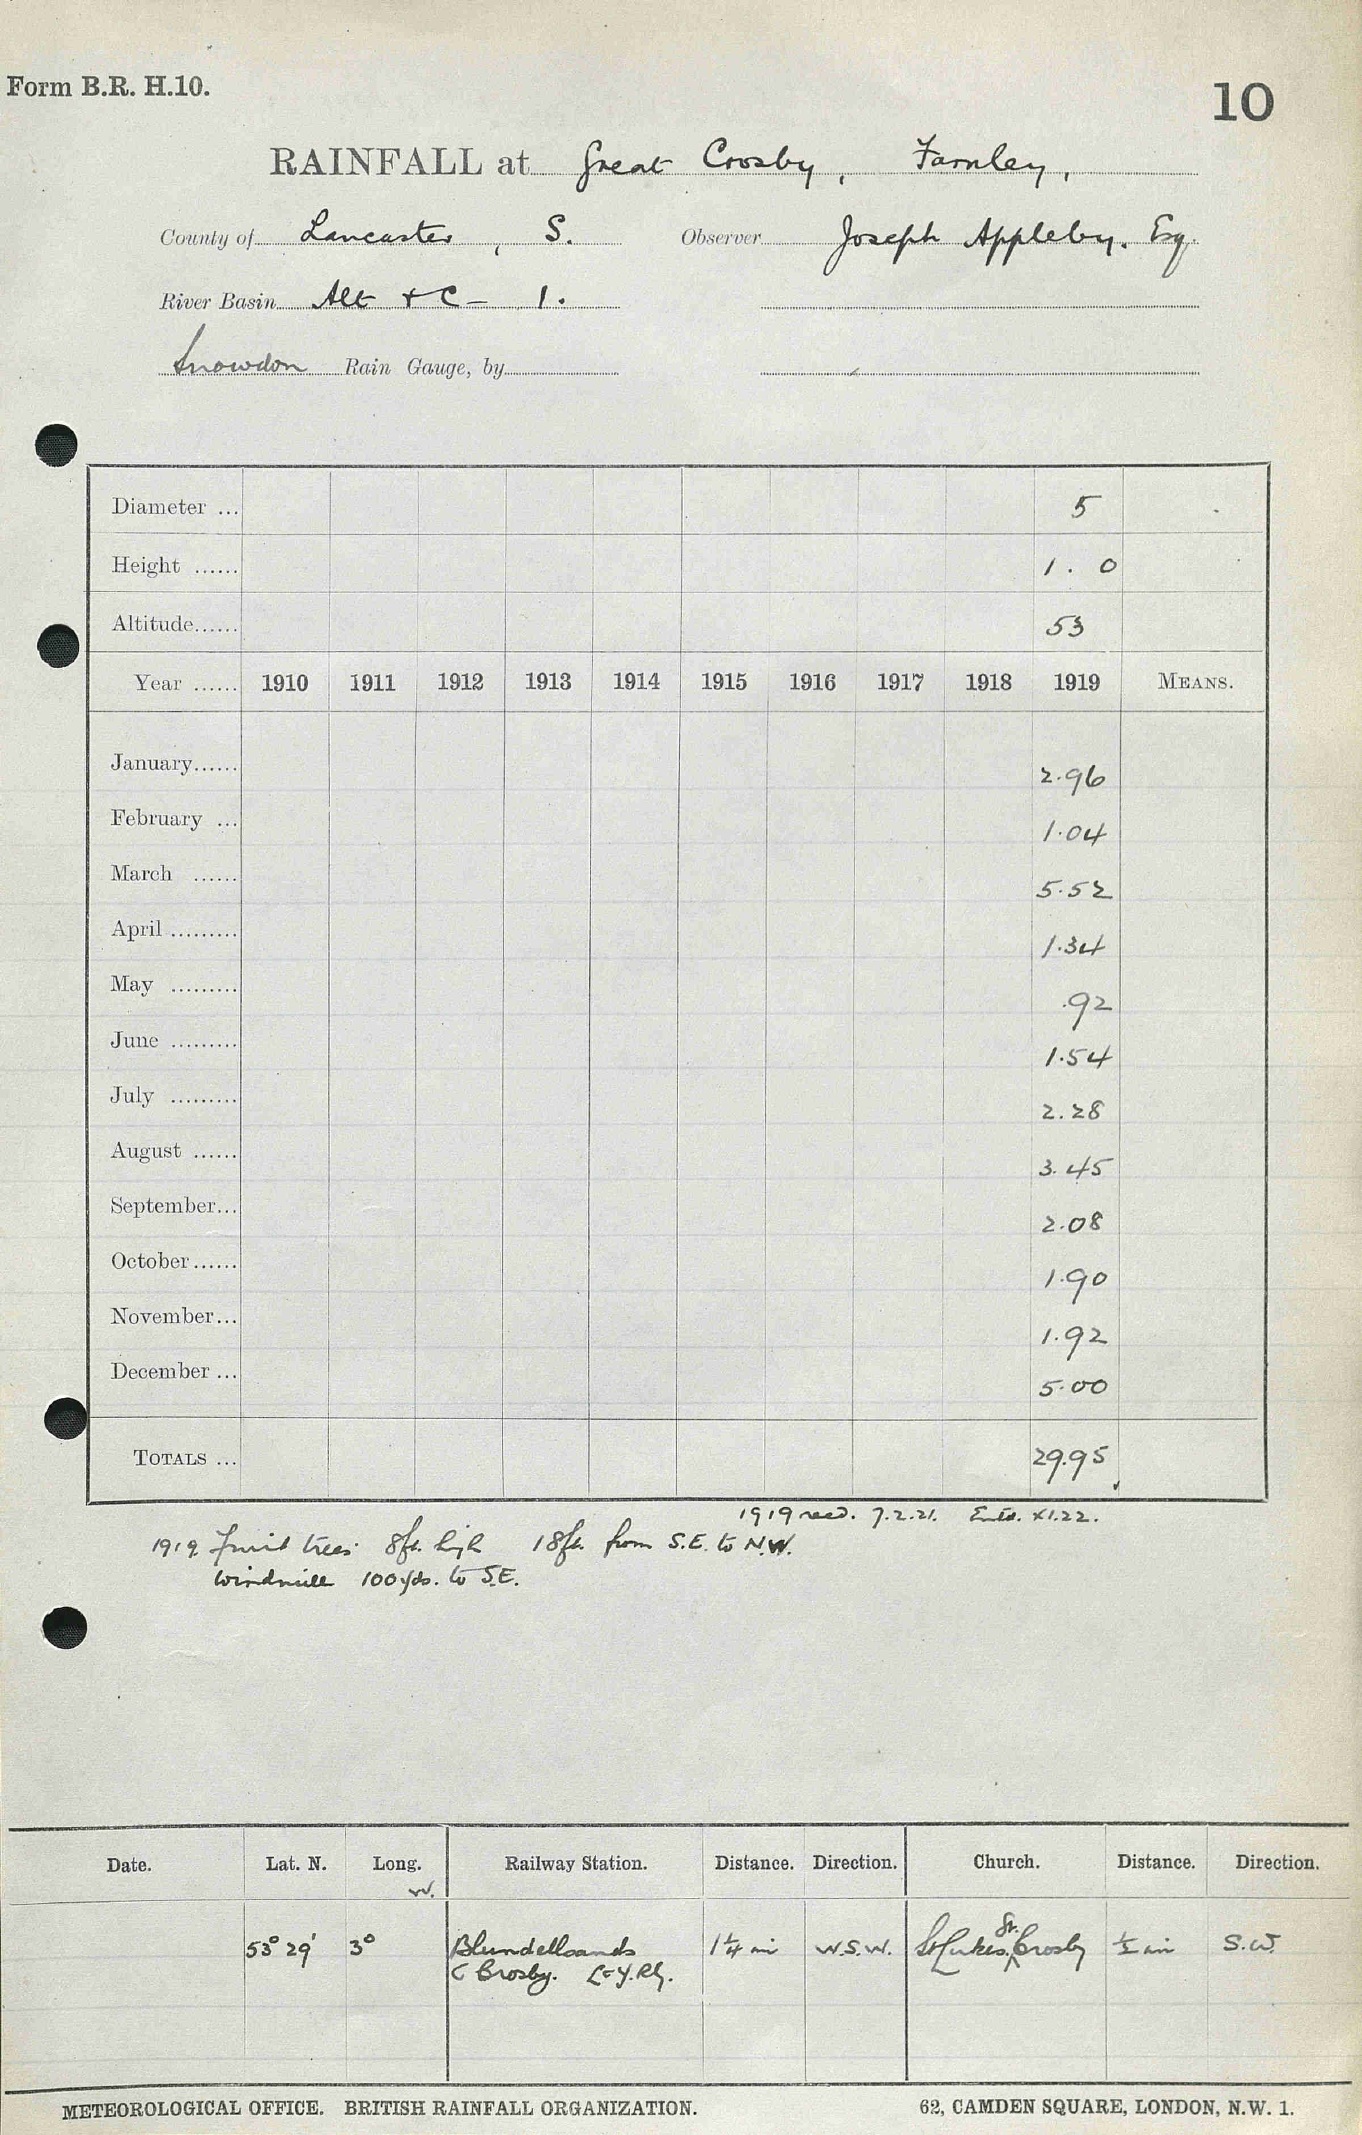 Form B.R. H.10.
10
RAINFALL at Great Crosby, Farnley,
County of Lancaster, S. Observer Joseph Appleby. Esq.
River Basin Alt + C — 1.
Snowdon Rain Gauge, by
Diameter ... 5
Height ...... 1. 0
Altitude...... 53
Year ...... 1910 1911 1912 1913 1914 1915 1916 1917 1918 1919 MEANS.
January...... 2.96
February ... 1.04
March ...... 5.52
April ......... 1.34
May ......... .92
June ......... 1.54
July ......... 2.28
August ...... 3.45
September... 2.08
October...... 1.90
November... 1.92
December ... 5.00
TOTALS ... 29.95
1919 recd. 7.2.21. Entd. XI.22.
1919 Fruit trees 8ft. high 18ft. from S.E. to N.W.
Windmill 100 yds. to S.E.
Date. Lat. N. Long. Railway Station. Distance. Direction. Church. Distance. Direction.
W.
53° 29' 3° Blundellsands 1¼ mi W.S.W. St Lukes, Gt. Crosby ½ mi S.W.
& Crosby. L & Y. Rly.
METEOROLOGICAL OFFICE. BRITISH RAINFALL ORGANIZATION. 62, CAMDEN SQUARE, LONDON, N.W. 1.